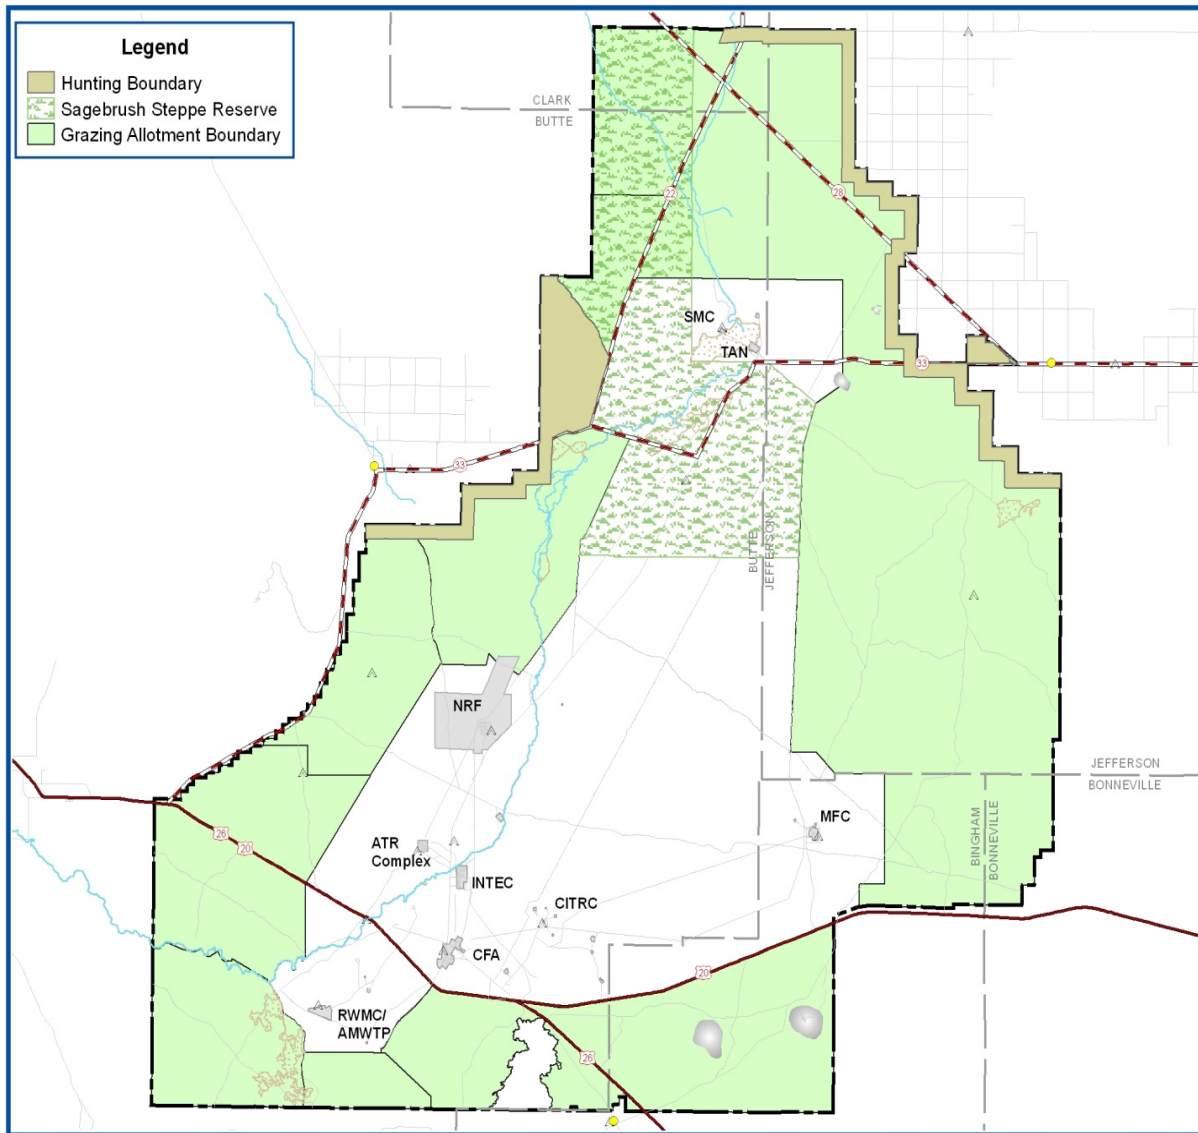 Legend
Hunting Boundary
Sagebrush Steppe Reserve
Grazing Allotment Boundary
CLARK
BUTTE
22
28
SMC
TAN
33
33
BUTTE
JEFFERSON
NRF
JEFFERSON
BONNEVILLE
BINGHAM
BONNEVILLE
MFC
26
20
ATR
Complex
INTEC
CITRC
CFA
20
RWMC/
AMWTP
26